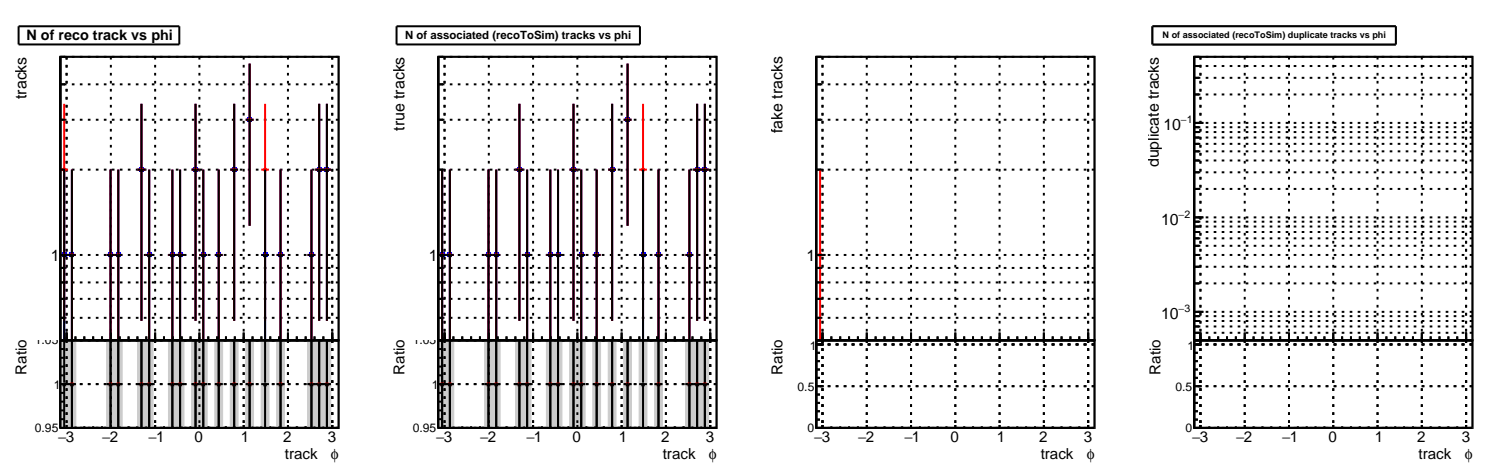 N of reco track vs phi
tracks
1
Ratio
1
0.95
−3 −2 −1 0 1 2 3
track ϕ
N of associated (recoToSim) tracks vs phi
true tracks
1
Ratio
1
0.95
−3 −2 −1 0 1 2 3
track ϕ
fake tracks
1
Ratio
1
0.5
0
−3 −2 −1 0 1 2 3
track ϕ
N of associated (recoToSim) duplicate tracks vs phi
duplicate tracks
10−1
10−2
10−3
Ratio
1
0.5
0
−3 −2 −1 0 1 2 3
track ϕ